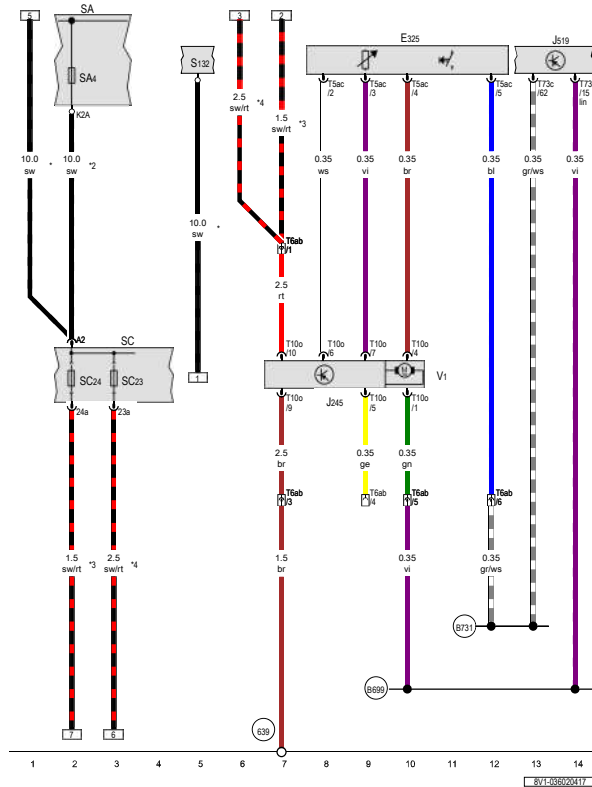 5
SA
3
2
SA4
S132
E325
J519
K2A
T5ac /2
T5ac /3
T5ac /4
T5ac /5
T73c /62
T73 /15 lin
10.0 sw *
10.0 sw *2
2.5 sw/rt *4
1.5 sw/rt *3
0.35 ws
0.35 vi
0.35 br
0.35 bl
0.35 gr/ws
0.35 vi
10.0 sw *
T6ab /1
2.5 rt
A2
SC
SC24
SC23
1
T10o /10
T10o /6
T10o /7
T10o /4
M
V1
J245
24a
23a
T10o /9
T10o /5
T10o /1
2.5 br
0.35 ge
0.35 gn
T6ab /3
T6ab /4
T6ab /5
T6ab /6
1.5 sw/rt *3
2.5 sw/rt *4
1.5 br
0.35 vi
0.35 gr/ws
B731
B699
639
7
6
1 2 3 4 5 6 7 8 9 10 11 12 13 14
8V1-036020417